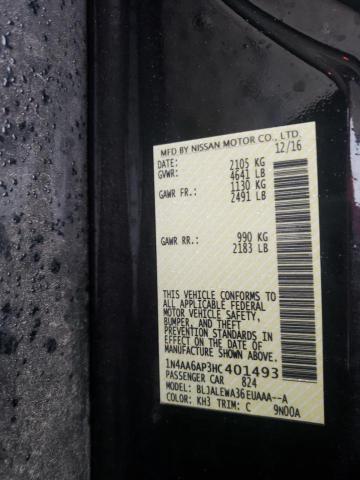 MFD BY NISSAN MOTOR CO., LTD.
12/16
DATE: 2105 KG
GVWR: 4641 LB
GAWR FR.: 1130 KG
2491 LB
GAWR RR.: 990 KG
2183 LB
THIS VEHICLE CONFORMS TO
ALL APPLICABLE FEDERAL
MOTOR VEHICLE SAFETY,
BUMPER, AND THEFT
PREVENTION STANDARDS IN
EFFECT ON THE DATE OF
MANUFACTURE SHOWN ABOVE.
1N4AA6AP3HC401493
PASSENGER CAR 824
MODEL: BLJALEWA36EUAAA--A
COLOR: KH3 TRIM: C 9N00A